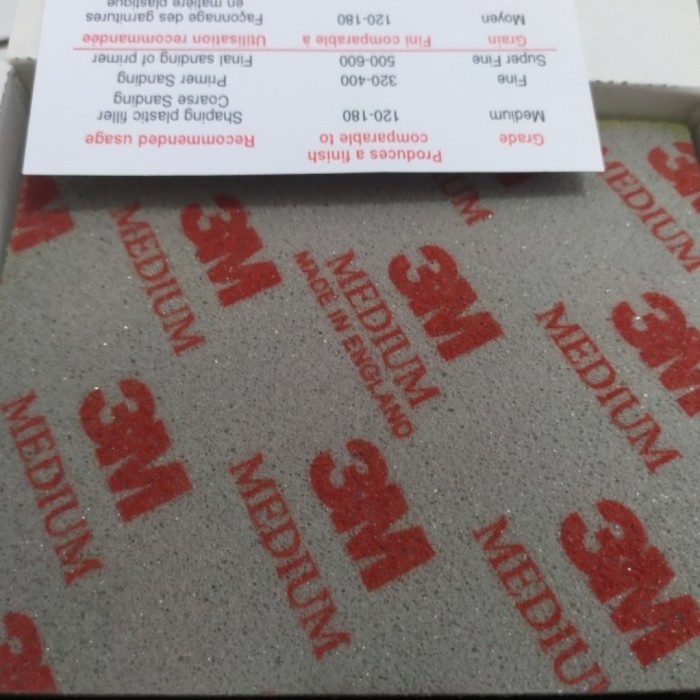 Grade Produces a finish comparable to Recommended usage
Medium 120-180 Shaping plastic filler
Coarse Sanding
Fine 320-400 Primer Sanding
Super Fine 500-600 Final sanding of primer
Grain Fini comparable à Utilisation recommandée
Moyen 120-180 Façonnage des garnitures
en matière plastique
3M
MEDIUM
3M
MEDIUM
MADE IN ENGLAND
3M
MEDIUM
3M
MEDIUM
3M
MEDIUM
3M
MEDIUM
3M
MEDIUM
3M
UM
3M